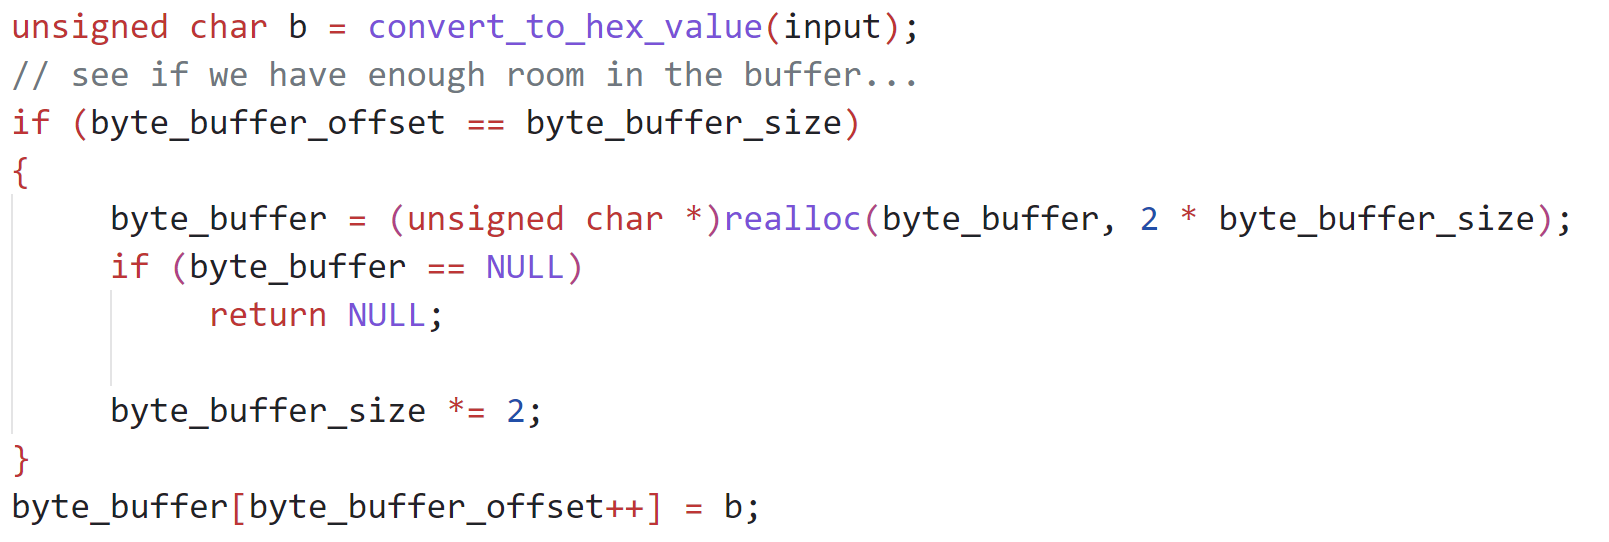 unsigned char b = convert_to_hex_value(input);
// see if we have enough room in the buffer...
if (byte_buffer_offset == byte_buffer_size)
{
     byte_buffer = (unsigned char *)realloc(byte_buffer, 2 * byte_buffer_size);
     if (byte_buffer == NULL)
          return NULL;

     byte_buffer_size *= 2;
}
byte_buffer[byte_buffer_offset++] = b;